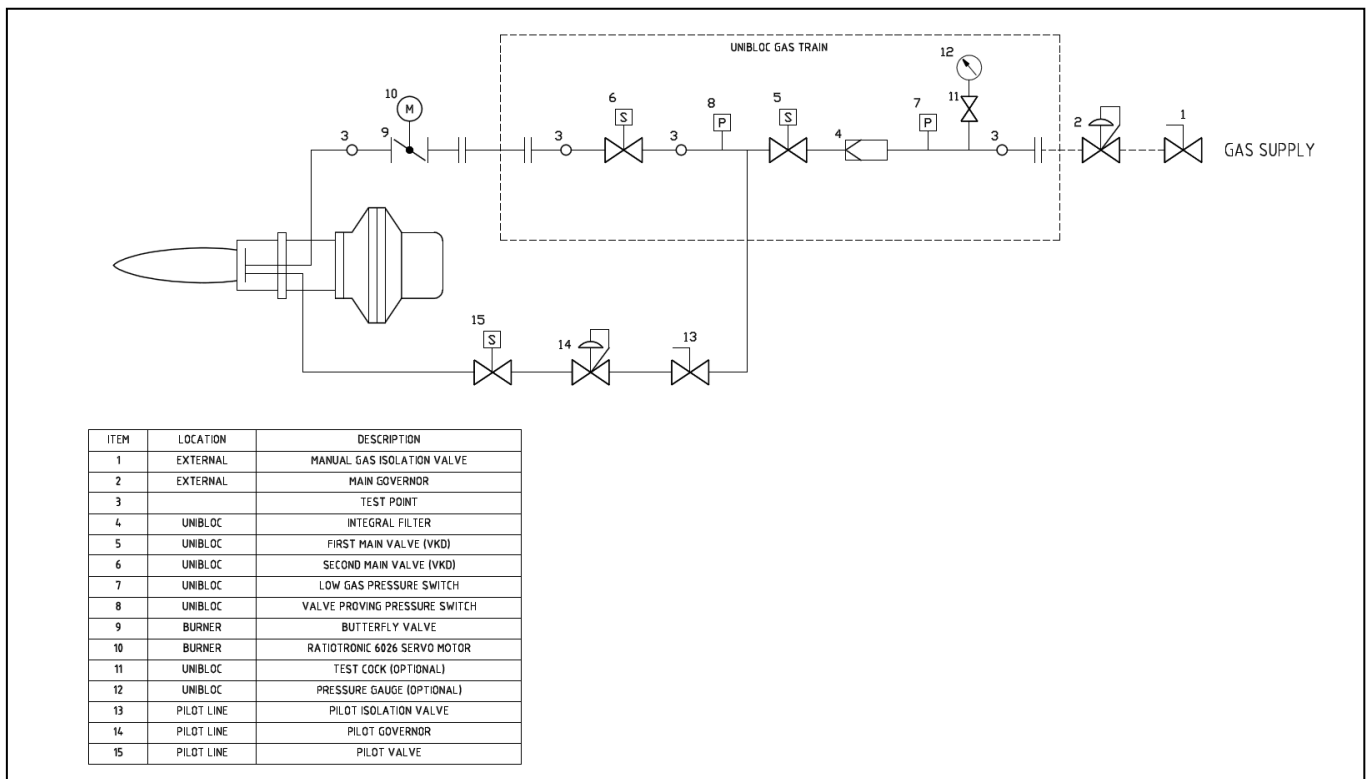 UNIBLOC GAS TRAIN
12
10
M
6
S
8
P
5
S
7
P
11
2
1
3
9
3
3
4
3
GAS SUPPLY
15
S
14
13
ITEM LOCATION DESCRIPTION
1 EXTERNAL MANUAL GAS ISOLATION VALVE
2 EXTERNAL MAIN GOVERNOR
3 TEST POINT
4 UNIBLOC INTEGRAL FILTER
5 UNIBLOC FIRST MAIN VALVE (VKD)
6 UNIBLOC SECOND MAIN VALVE (VKD)
7 UNIBLOC LOW GAS PRESSURE SWITCH
8 UNIBLOC VALVE PROVING PRESSURE SWITCH
9 BURNER BUTTERFLY VALVE
10 BURNER RATIOTRONIC 6026 SERVO MOTOR
11 UNIBLOC TEST COCK (OPTIONAL)
12 UNIBLOC PRESSURE GAUGE (OPTIONAL)
13 PILOT LINE PILOT ISOLATION VALVE
14 PILOT LINE PILOT GOVERNOR
15 PILOT LINE PILOT VALVE